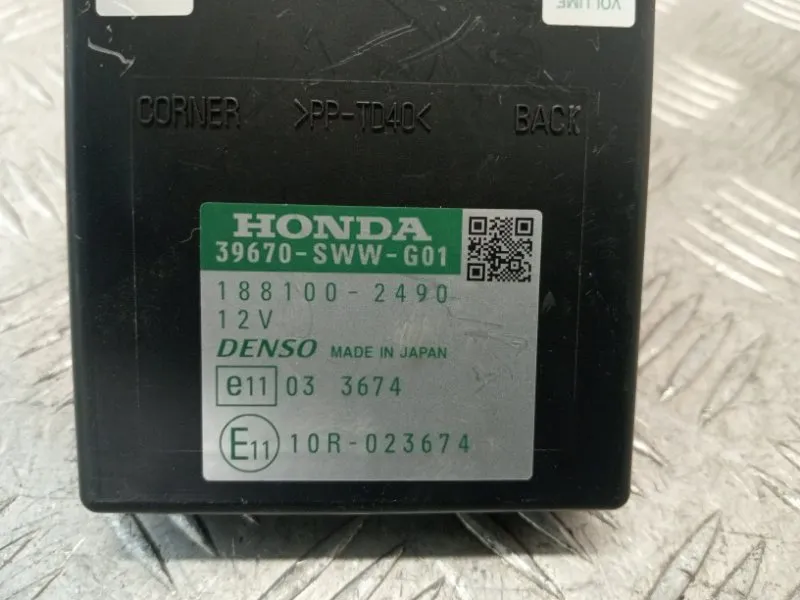 VOLUME
CORNER >PP-TD40< BACK
HONDA
39670-SWW-G01
188100-2490
12V
DENSO MADE IN JAPAN
e11 03 3674
E11 10R-023674